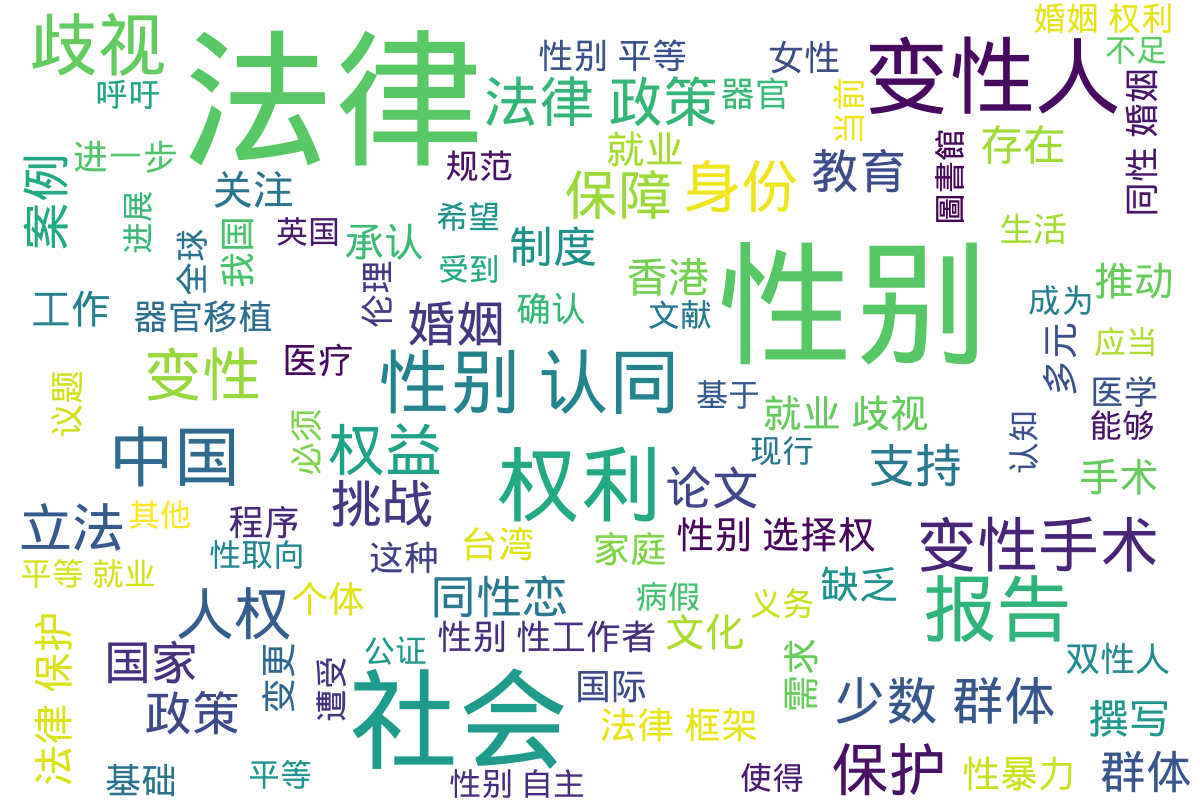 婚姻 权利
歧视
法律
性别 平等
女性
变性人
不足
呼吁
法律 政策
器官
当前
同性 婚姻
进一步
规范
就业
教育
圖書館
存在
案例
关注
保障
身份
进展
全球
我国
英国
承认
希望
制度
生活
受到
香港
性别
推动
工作
器官移植
伦理
婚姻
确认
文献
成为
多元
应当
变性
医疗
性别 认同
基于
医学
议题
必须
就业 歧视
能够
中国
权益
现行
认知
权利
支持
手术
挑战
论文
立法
其他
程序
性别 选择权
变性手术
性取向
这种
台湾
家庭
平等 就业
人权
个体
同性恋
病假
义务
缺乏
报告
法律 保护
国家
变更
遭受
公证
性别 性工作者
文化
需求
双性人
政策
社会
国际
法律 框架
少数 群体
撰写
基础
平等
性别 自主
使得
保护
性暴力
群体